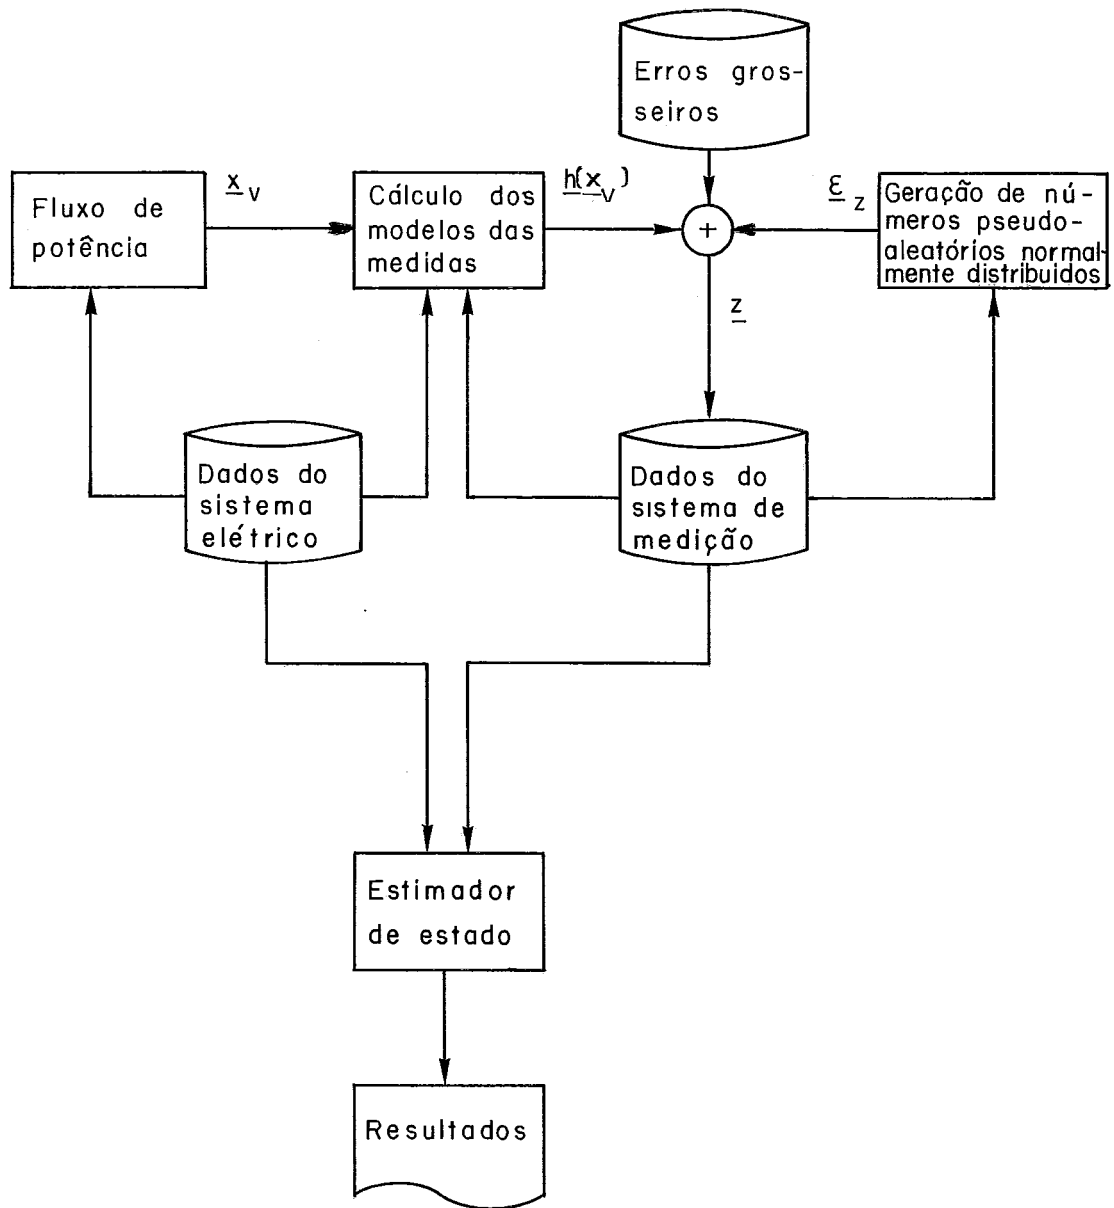 Erros gros-
seiros
Fluxo de
potência
x v
Cálculo dos
modelos das
medidas
h(x v)
+
ε z
Geração de nú-
meros pseudo-
aleatórios normal-
mente distribuidos
z
Dados do
sistema
elétrico
Dados do
sistema de
medição
Estimador
de estado
Resultados